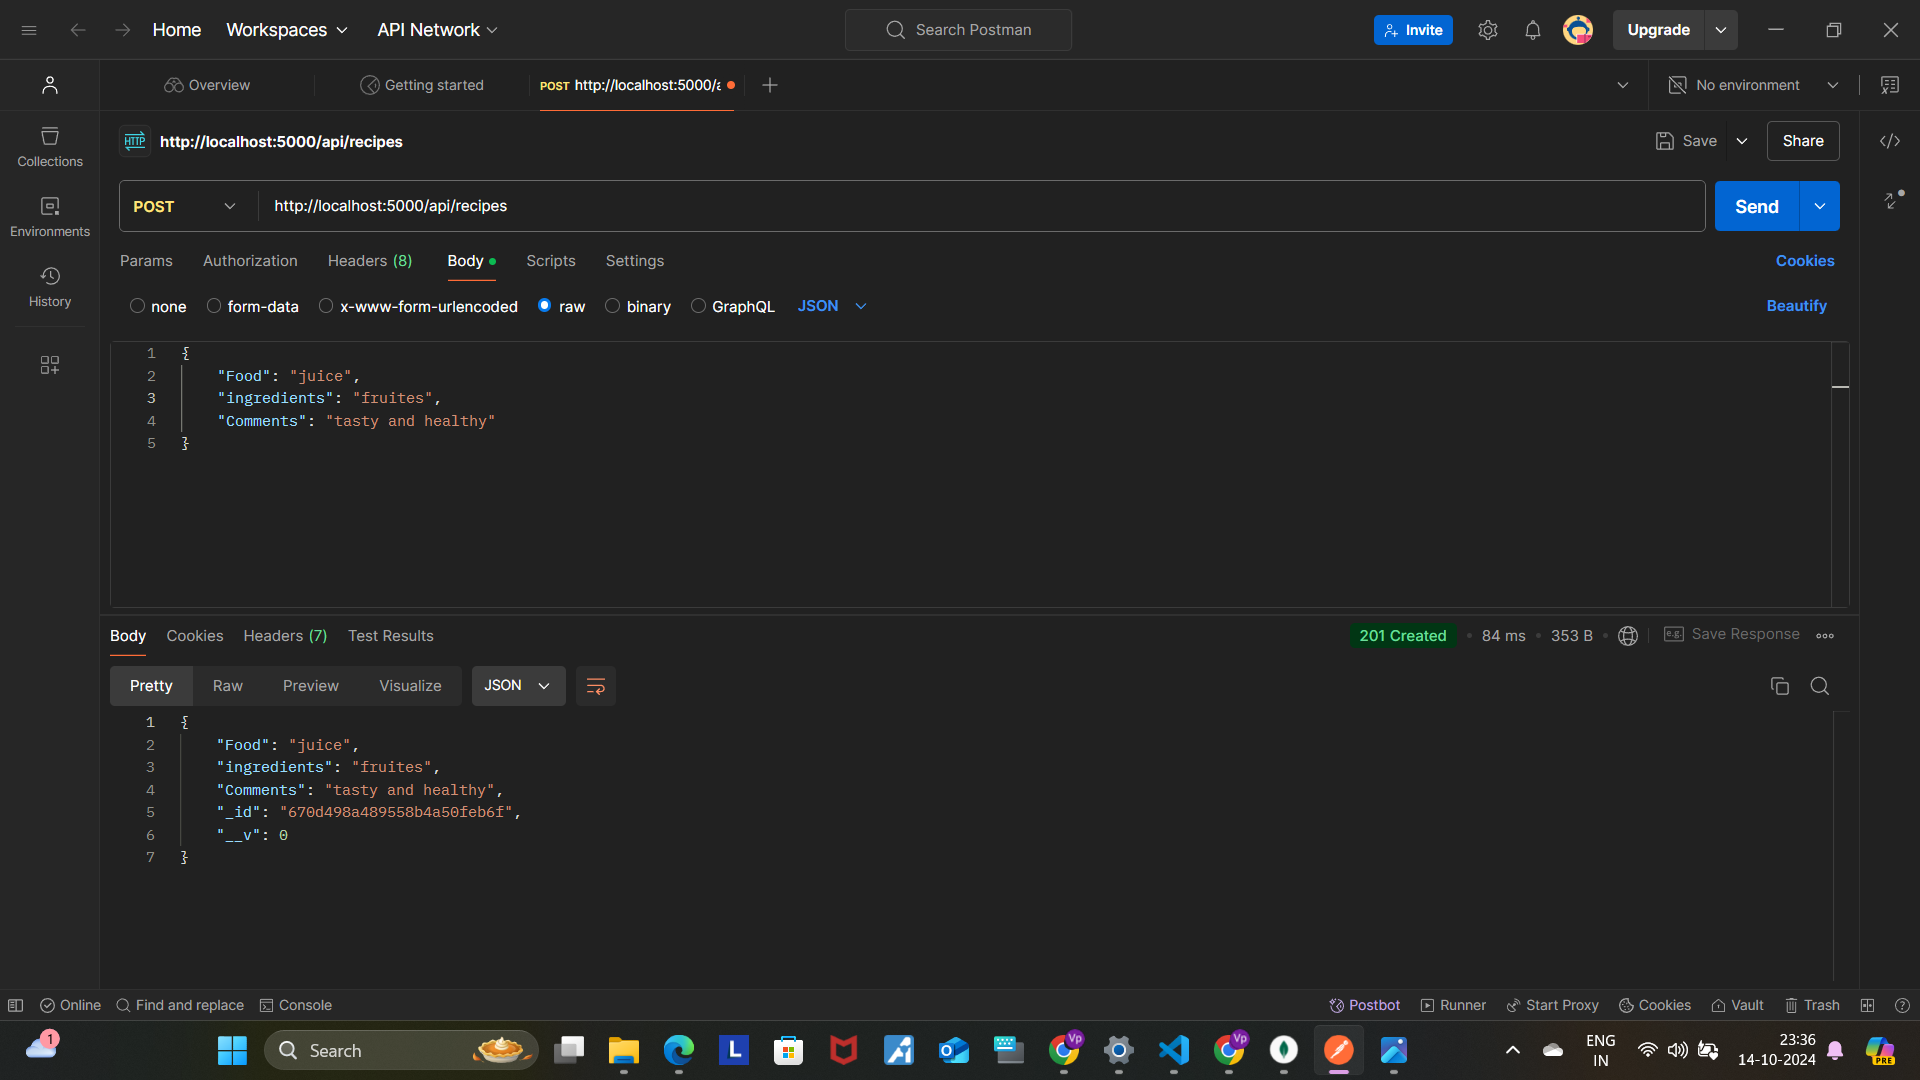 Home Workspaces API Network Search Postman Invite Upgrade
Overview Getting started POST http://localhost:5000/a No environment
HTTP http://localhost:5000/api/recipes Save Share
Collections
POST http://localhost:5000/api/recipes Send
Environments
Params Authorization Headers (8) Body Scripts Settings Cookies
History
none form-data x-www-form-urlencoded raw binary GraphQL JSON Beautify
1 {
2 "Food": "juice",
3 "ingredients": "fruites",
4 "Comments": "tasty and healthy"
5 }
Body Cookies Headers (7) Test Results 201 Created • 84 ms • 353 B • e.g. Save Response
Pretty Raw Preview Visualize JSON
1 {
2 "Food": "juice",
3 "ingredients": "fruites",
4 "Comments": "tasty and healthy",
5 "_id": "670d498a489558b4a50feb6f",
6 "__v": 0
7 }
Online Find and replace Console Postbot Runner Start Proxy Cookies Vault Trash
1 Search L Vp Vp ENG 23:36
IN 14-10-2024 PRE